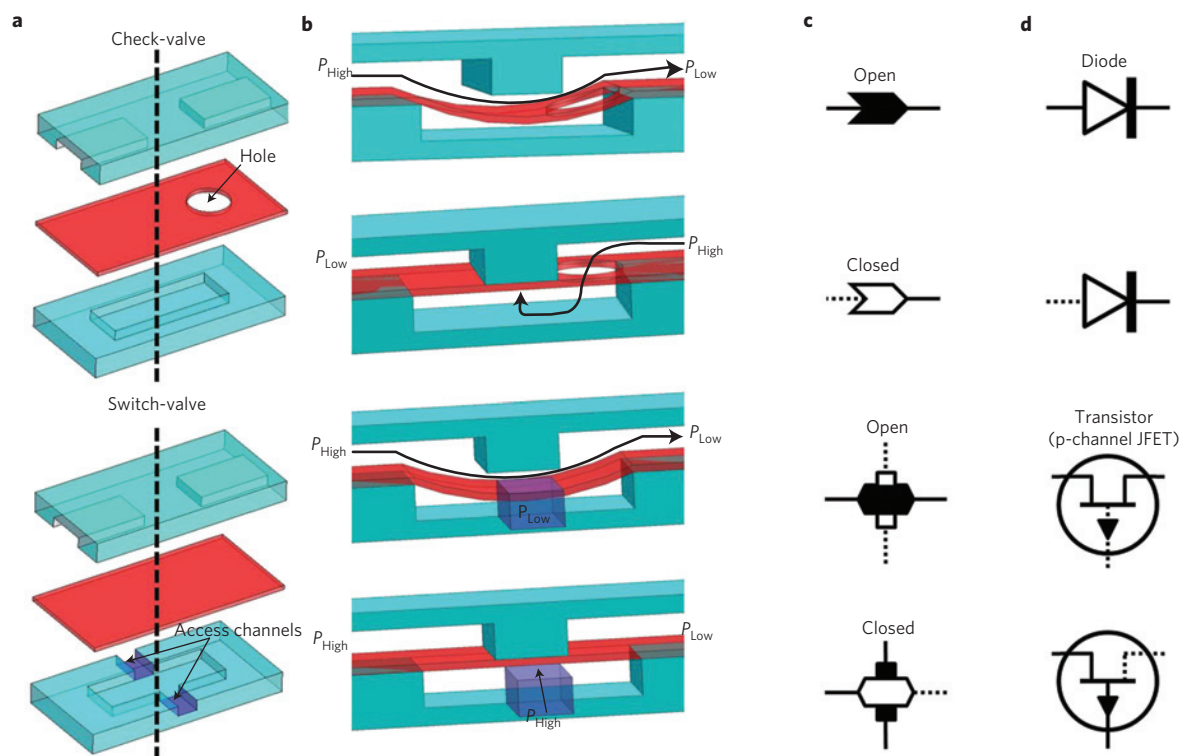 a
b
c
d
Check-valve
Hole
Switch-valve
Access channels
P_High
P_Low
P_Low
P_High
P_High
P_Low
P_Low
P_High
P_Low
P_High
Open
Closed
Open
Closed
Diode
Transistor
(p-channel JFET)